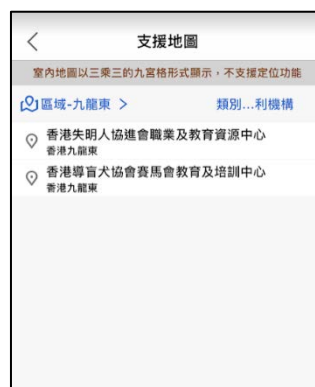 支援地圖
室內地圖以三乘三的九宮格形式顯示，不支援定位功能
區域-九龍東 > 類別...利機構
香港失明人協進會職業及教育資源中心
香港九龍東
香港導盲犬協會賽馬會教育及培訓中心
香港九龍東